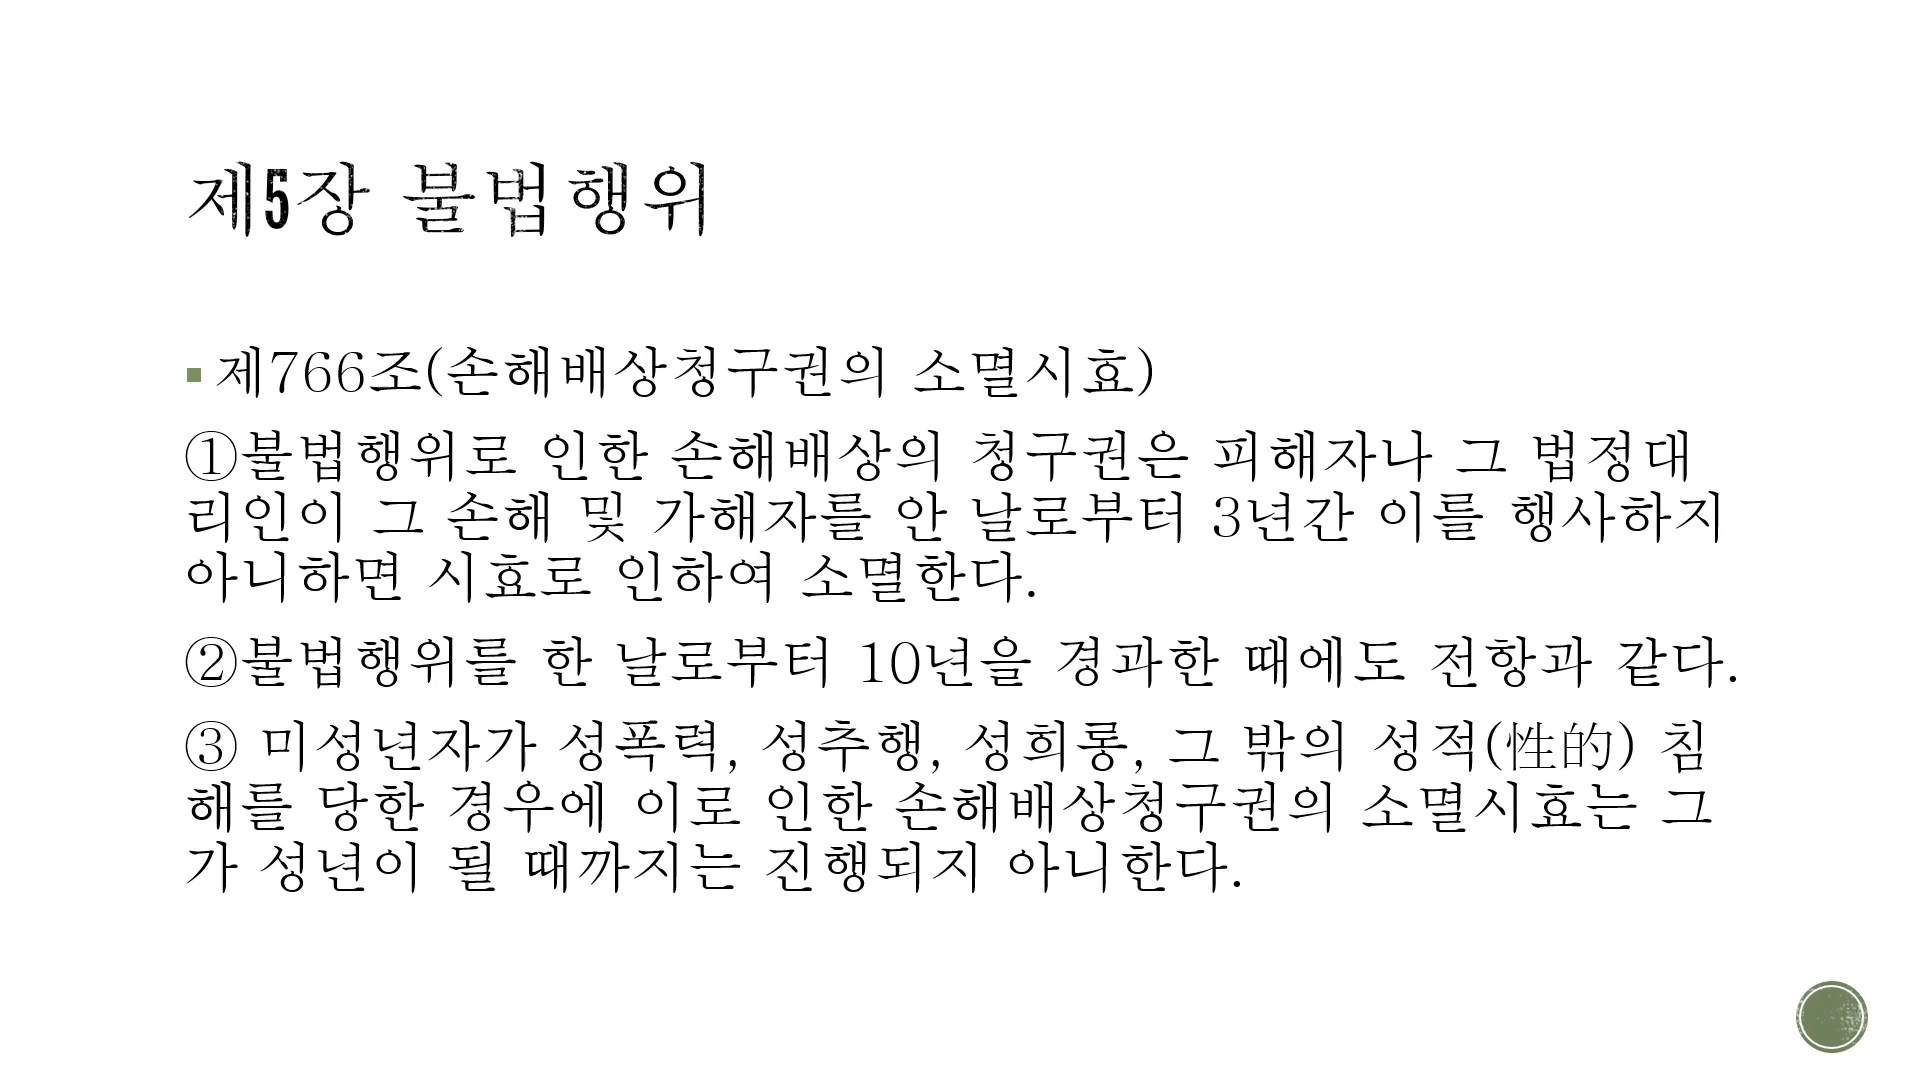 제5장 불법행위
▪ 제766조(손해배상청구권의 소멸시효)
①불법행위로 인한 손해배상의 청구권은 피해자나 그 법정대
리인이 그 손해 및 가해자를 안 날로부터 3년간 이를 행사하지
아니하면 시효로 인하여 소멸한다.
②불법행위를 한 날로부터 10년을 경과한 때에도 전항과 같다.
③ 미성년자가 성폭력, 성추행, 성희롱, 그 밖의 성적(性的) 침
해를 당한 경우에 이로 인한 손해배상청구권의 소멸시효는 그
가 성년이 될 때까지는 진행되지 아니한다.